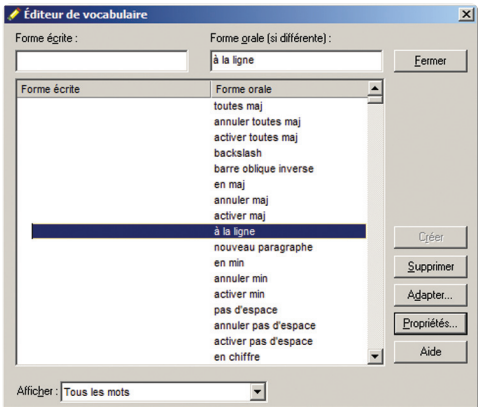 Éditeur de vocabulaire
Forme écrite : Forme orale (si différente) :
à la ligne Fermer
Forme écrite Forme orale
toutes maj
annuler toutes maj
activer toutes maj
backslash
barre oblique inverse
en maj
annuler maj
activer maj
à la ligne Créer
nouveau paragraphe
en min Supprimer
annuler min
activer min Adapter...
pas d'espace
annuler pas d'espace Propriétés...
activer pas d'espace
en chiffre Aide
Afficher : Tous les mots